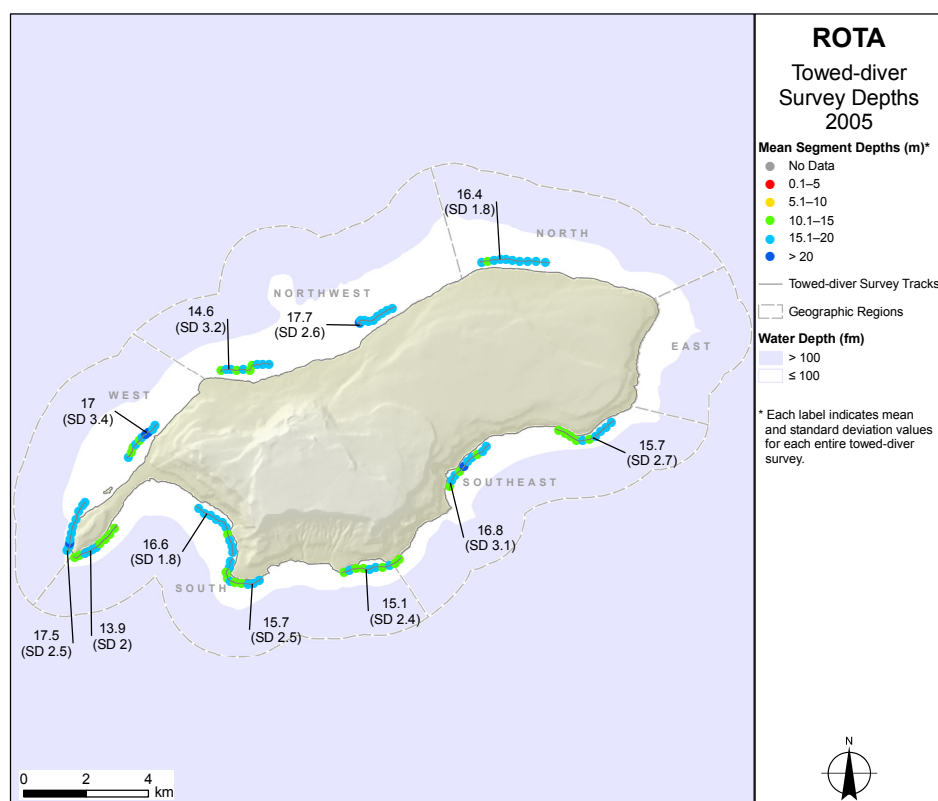 ROTA
Towed-diver
Survey Depths
2005
Mean Segment Depths (m)*
No Data
0.1–5
5.1–10
10.1–15
15.1–20
> 20
Towed-diver Survey Tracks
Geographic Regions
Water Depth (fm)
> 100
≤ 100
* Each label indicates mean
and standard deviation values
for each entire towed-diver
survey.
N
16.4
(SD 1.8)
NORTH
NORTHWEST
17.7
(SD 2.6)
14.6
(SD 3.2)
EAST
WEST
17
(SD 3.4)
15.7
(SD 2.7)
SOUTHEAST
16.8
(SD 3.1)
16.6
(SD 1.8)
SOUTH
15.1
(SD 2.4)
15.7
(SD 2.5)
17.5
(SD 2.5)
13.9
(SD 2)
0 2 4
km